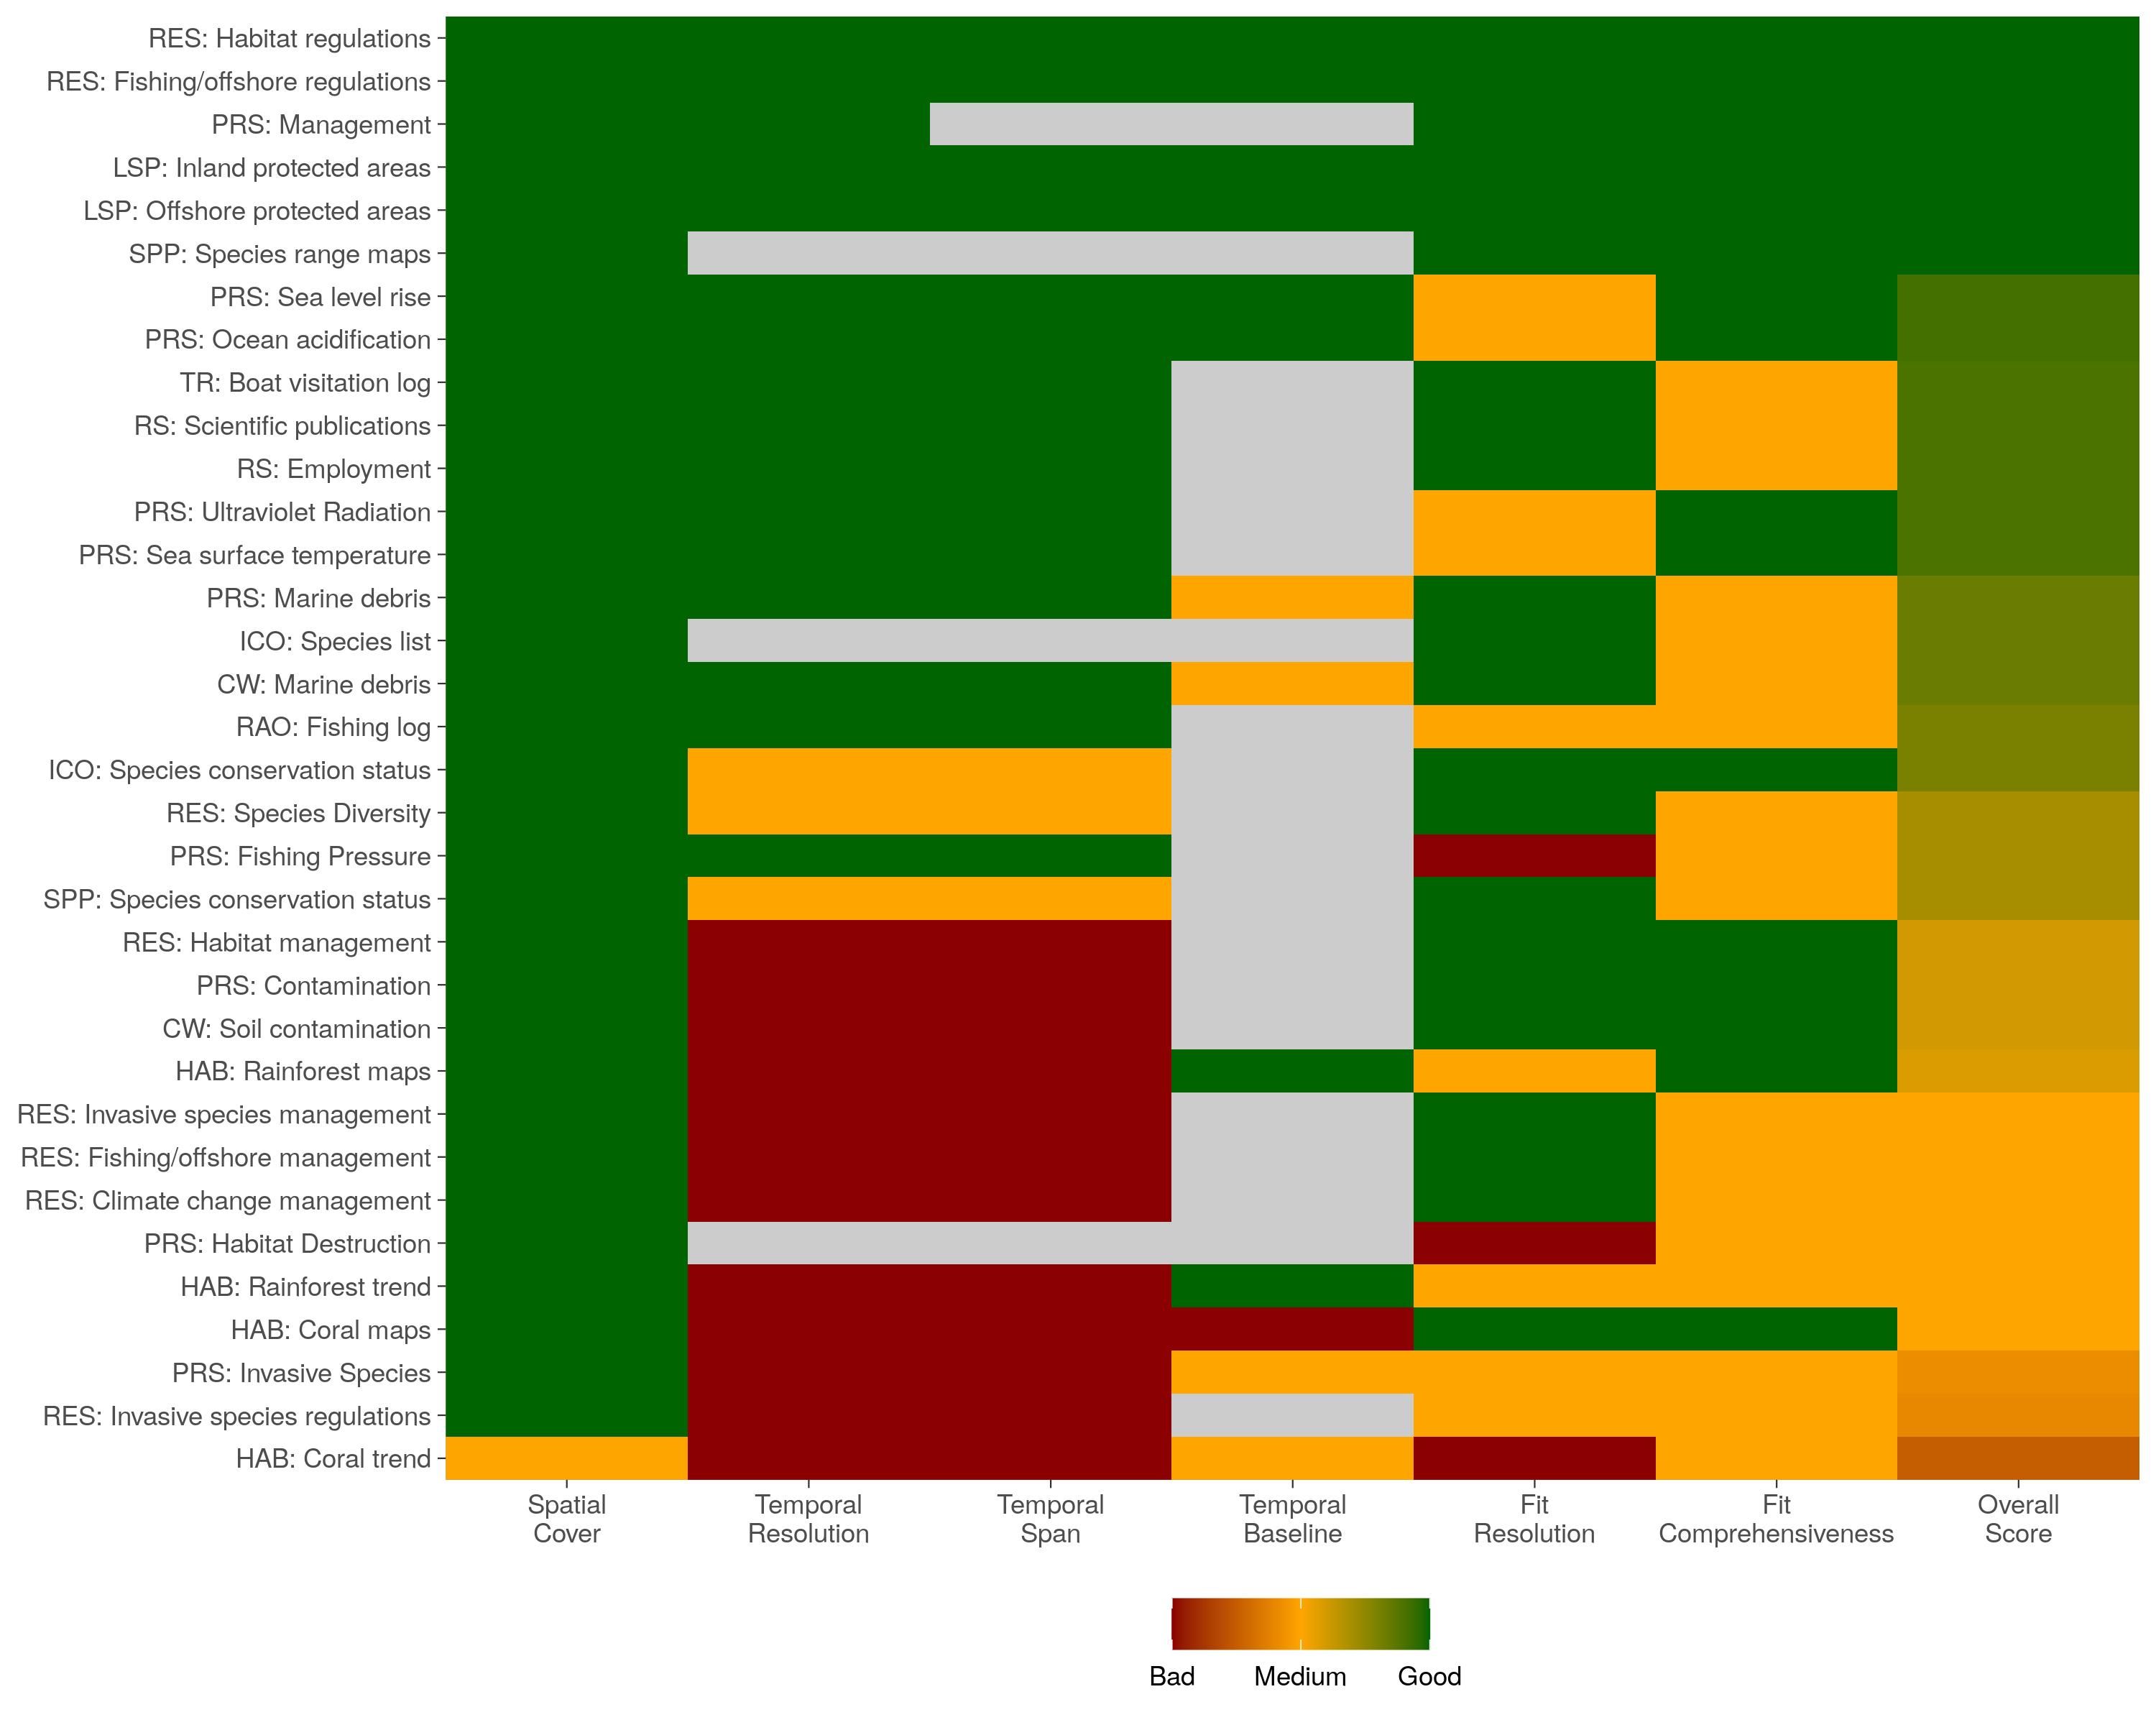 RES: Habitat regulations
RES: Fishing/offshore regulations
PRS: Management
LSP: Inland protected areas
LSP: Offshore protected areas
SPP: Species range maps
PRS: Sea level rise
PRS: Ocean acidification
TR: Boat visitation log
RS: Scientific publications
RS: Employment
PRS: Ultraviolet Radiation
PRS: Sea surface temperature
PRS: Marine debris
ICO: Species list
CW: Marine debris
RAO: Fishing log
ICO: Species conservation status
RES: Species Diversity
PRS: Fishing Pressure
SPP: Species conservation status
RES: Habitat management
PRS: Contamination
CW: Soil contamination
HAB: Rainforest maps
RES: Invasive species management
RES: Fishing/offshore management
RES: Climate change management
PRS: Habitat Destruction
HAB: Rainforest trend
HAB: Coral maps
PRS: Invasive Species
RES: Invasive species regulations
HAB: Coral trend
Spatial Cover
Temporal Resolution
Temporal Span
Temporal Baseline
Fit Resolution
Fit Comprehensiveness
Overall Score
Bad Medium Good